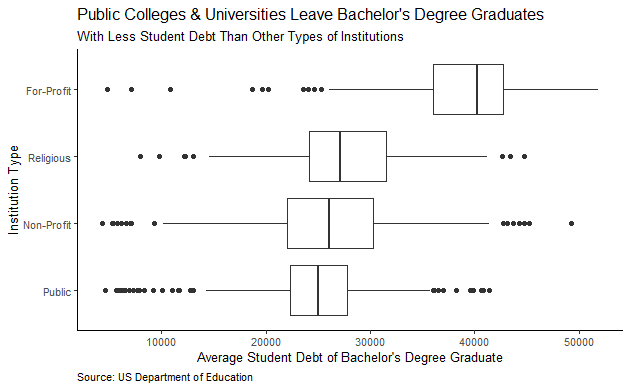 Public Colleges & Universities Leave Bachelor's Degree Graduates
With Less Student Debt Than Other Types of Institutions
Institution Type
For-Profit
Religious
Non-Profit
Public
10000 20000 30000 40000 50000
Average Student Debt of Bachelor's Degree Graduate
Source: US Department of Education